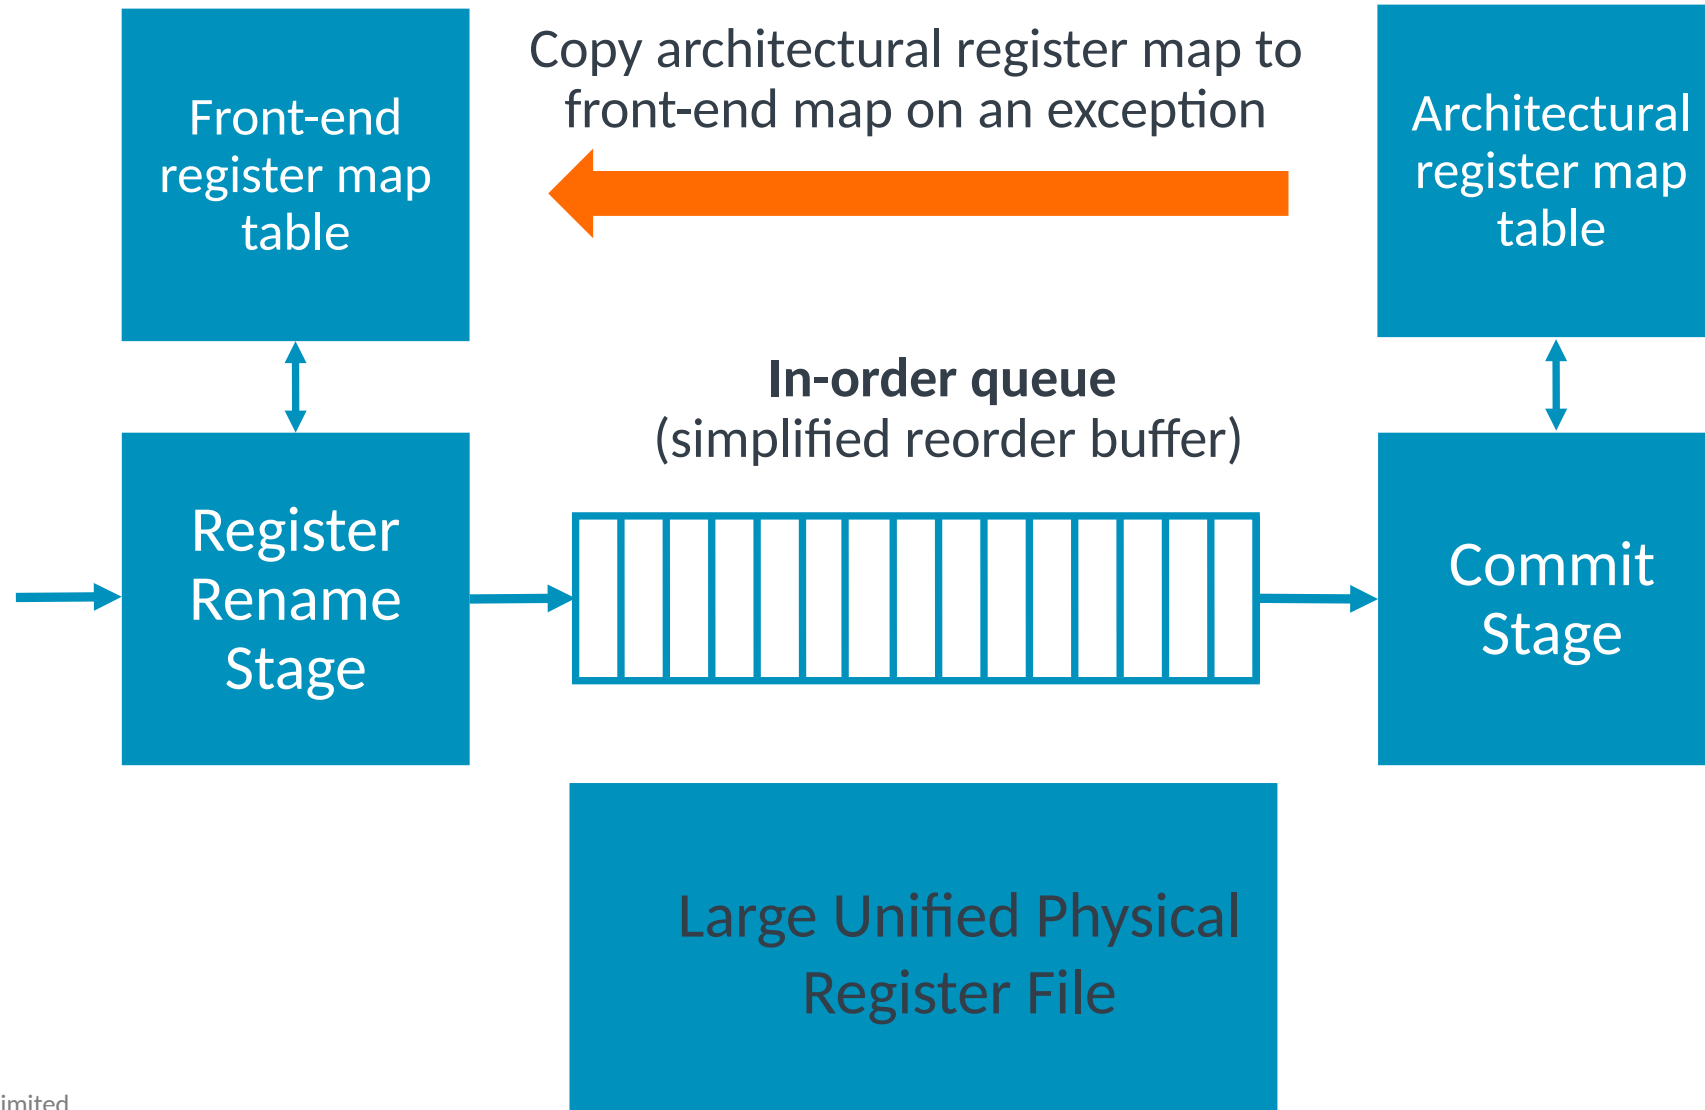 Copy architectural register map to
front-end map on an exception
Front-end
register map
table
Architectural
register map
table
In-order queue
(simplified reorder buffer)
Register
Rename
Stage
Commit
Stage
Large Unified Physical
Register File